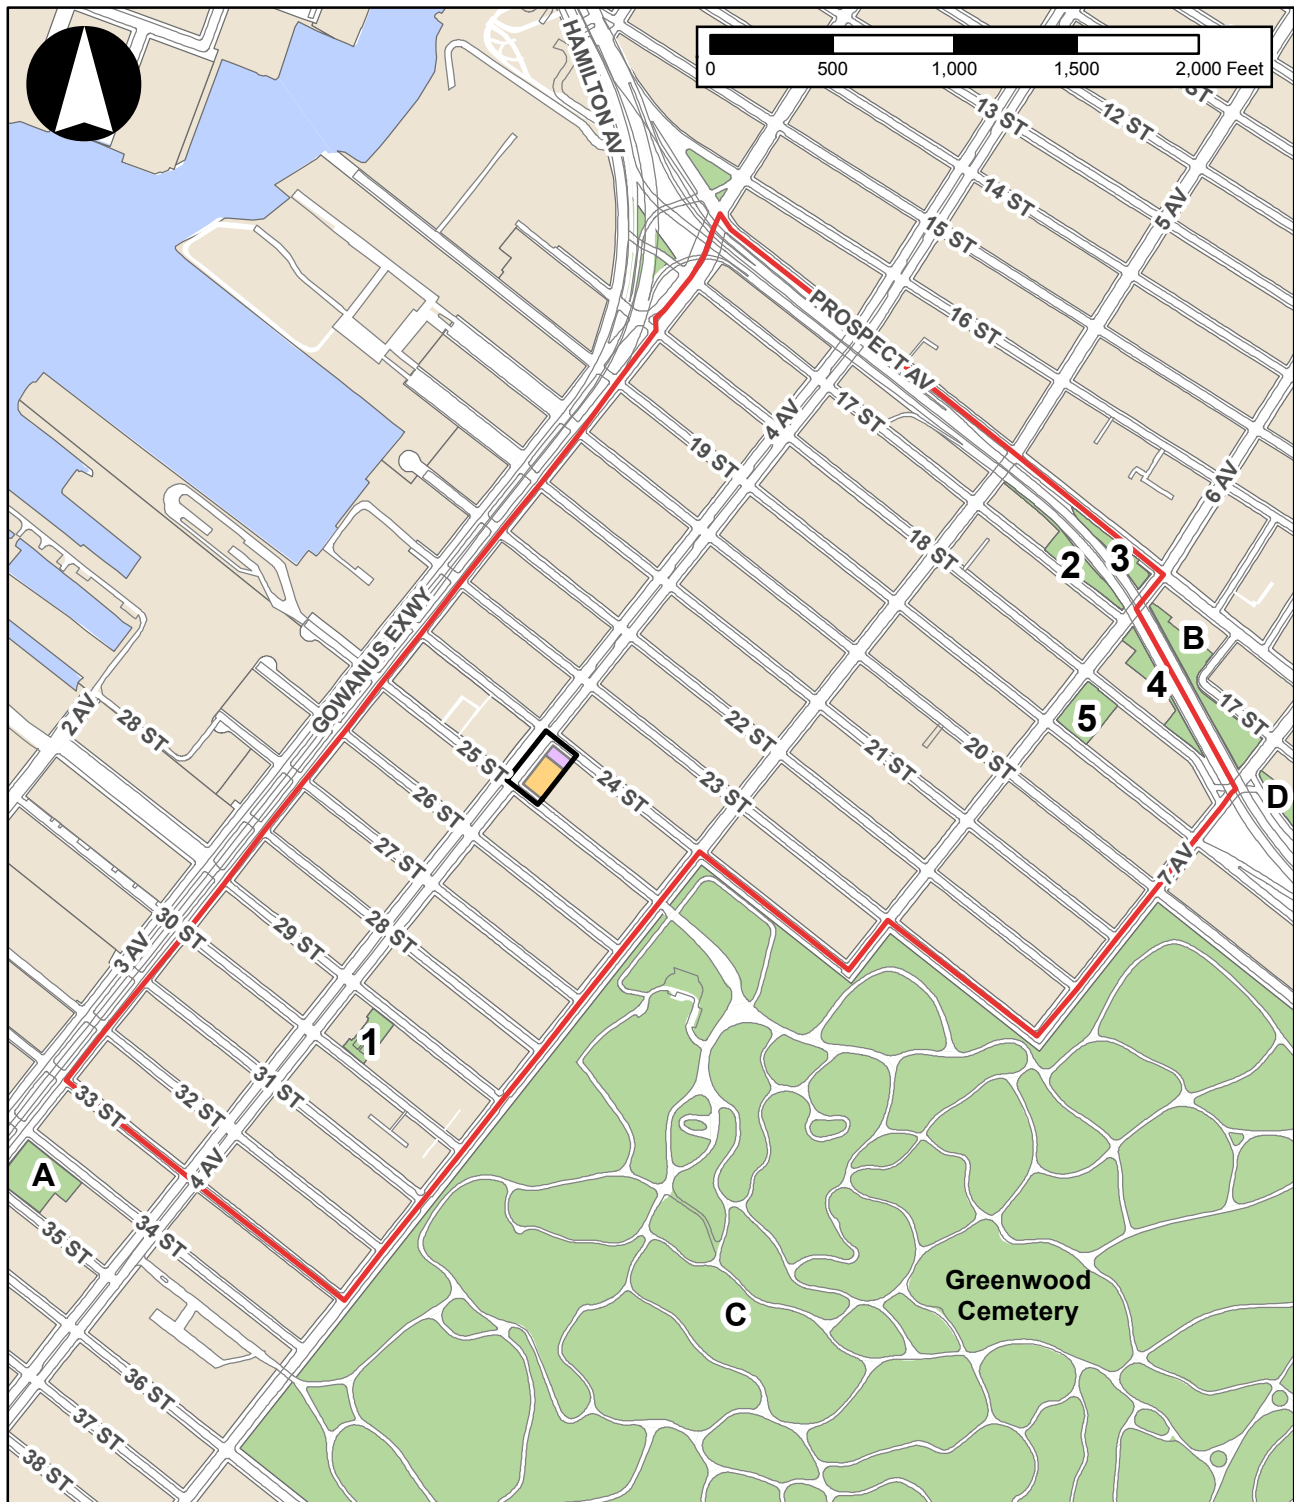 HAMILTON AV
0 500 1,000 1,500 2,000 Feet
ST
12 ST
13 ST
14 ST
15 ST
5 AV
16 ST
PROSPECT AV
17 ST
4 AV
19 ST
6 AV
18 ST
2
3
B
4
17 ST
5
D
GOWANUS EXWY
2 AV
28 ST
25 ST
24 ST
22 ST
23 ST
21 ST
20 ST
26 ST
27 ST
7 AV
30 ST
29 ST
28 ST
3 AV
1
31 ST
32 ST
33 ST
A
4 AV
34 ST
35 ST
Greenwood
Cemetery
C
36 ST
37 ST
38 ST